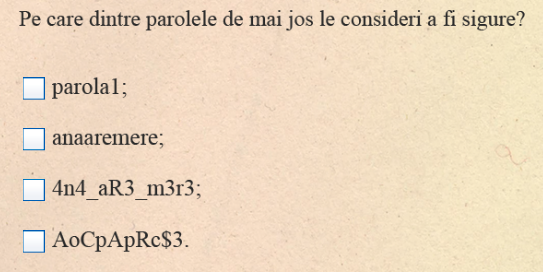 Pe care dintre parolele de mai jos le consideri a fi sigure?
parola1;
anaaremere;
4n4_aR3_m3r3;
AoCpApRc$3.